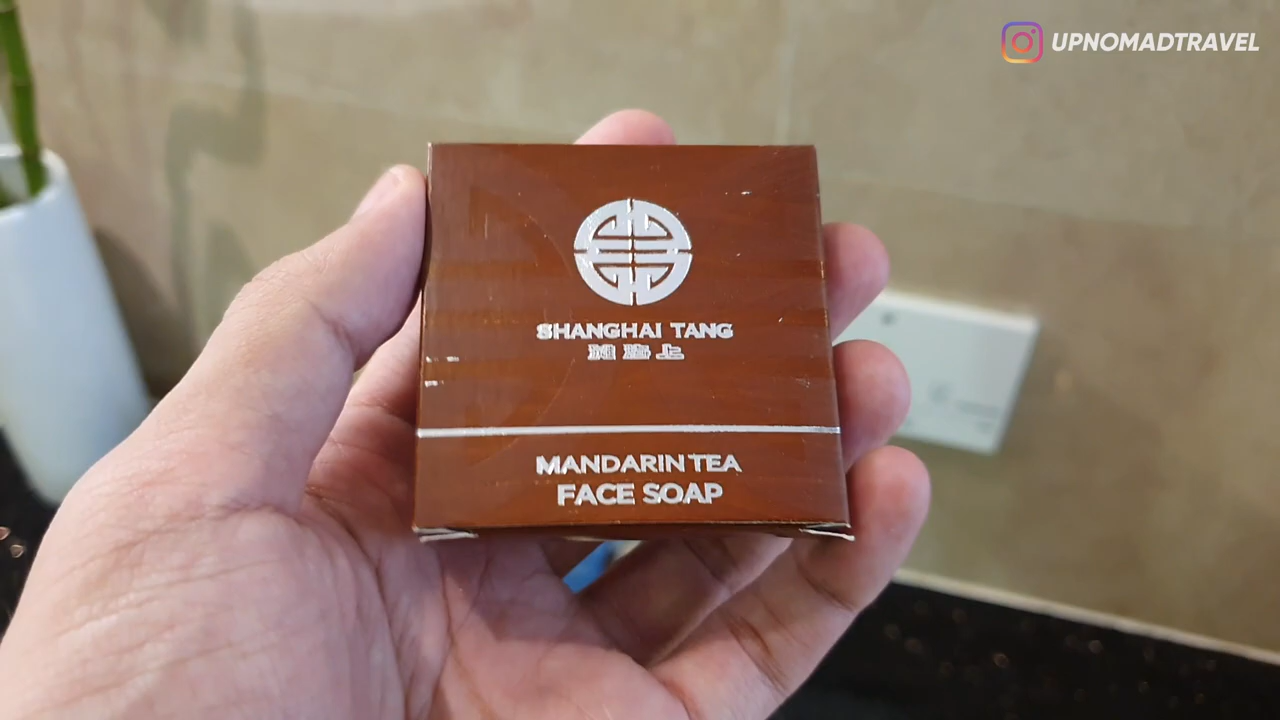 UPNOMADTRAVEL
SHANGHAI TANG
灘海上
MANDARIN TEA
FACE SOAP